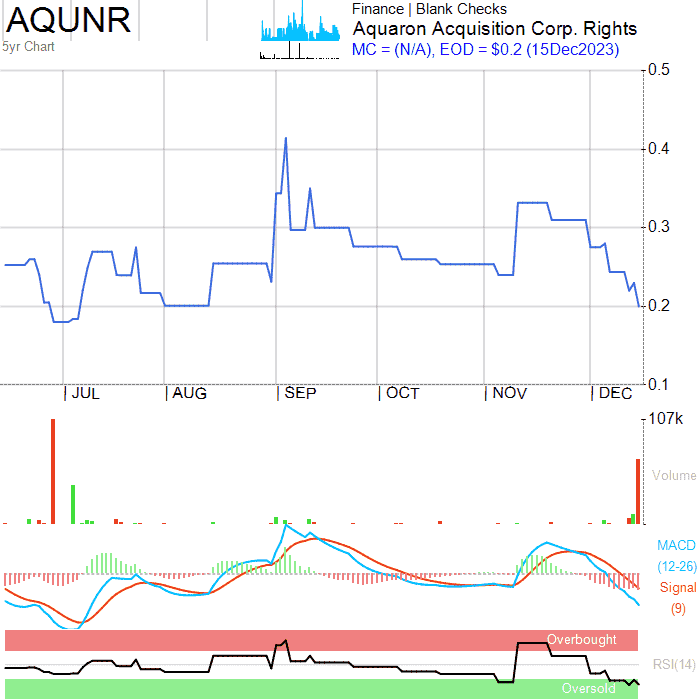 AQUNR
5yr Chart
Finance | Blank Checks
Aquaron Acquisition Corp. Rights
MC = (N/A), EOD = $0.2 (15Dec2023)
0.5
0.4
0.3
0.2
0.1
| JUL | AUG | SEP | OCT | NOV | DEC
107k
Volume
MACD
(12-26)
Signal
(9)
Overbought
RSI(14)
Oversold